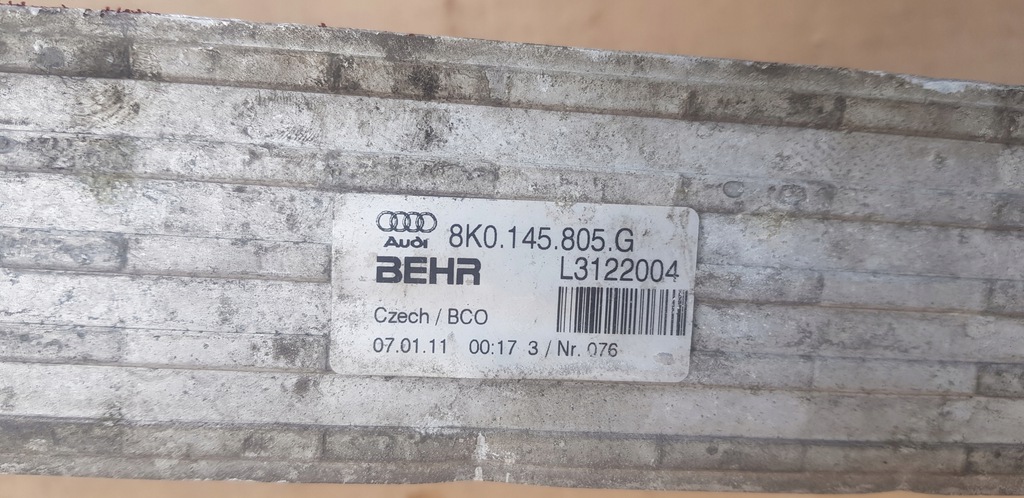 Audi 8K0.145.805.G
BEHR L3122004
Czech / BCO
07.01.11 00:17 3 / Nr. 076